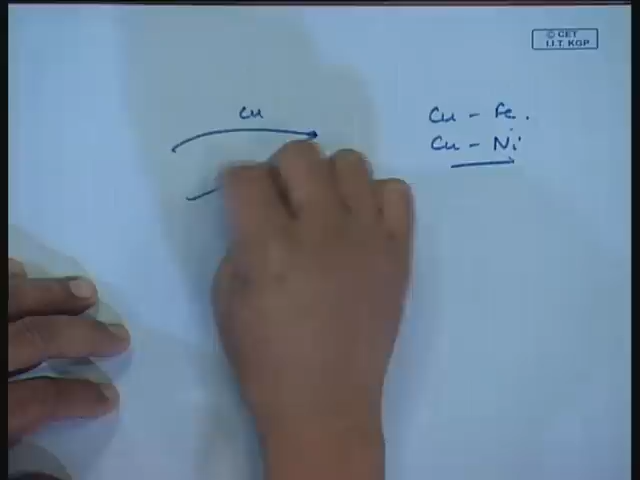 © CET
I.I.T. KGP
Cu
Cu - Fe.
Cu - Ni